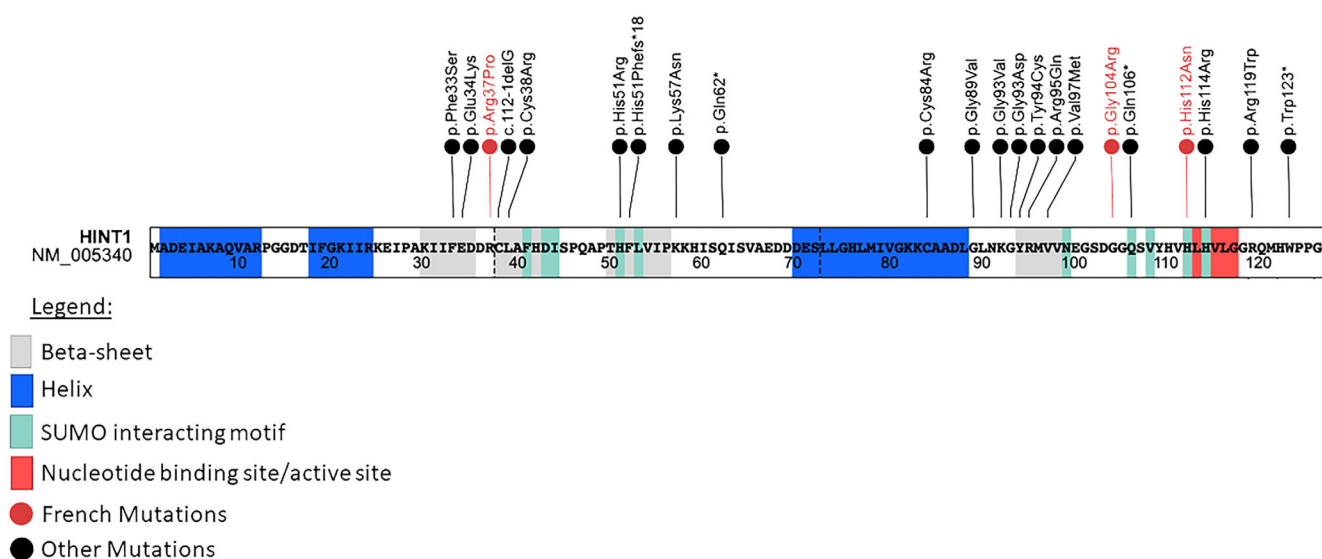 p.Phe33Ser
p.Glu34Lys
p.Arg37Pro
c.112-1delG
p.Cys38Arg
p.His51Arg
p.His51Phefs*18
p.Lys57Asn
p.Gln62*
p.Cys84Arg
p.Gly89Val
p.Gly93Val
p.Gly93Asp
p.Tyr94Cys
p.Arg95Gln
p.Val97Met
p.Gly104Arg
p.Gln106*
p.His112Asn
p.His114Arg
p.Arg119Trp
p.Trp123*
HINT1
NM_005340
MADEIAKAQVARPGGDTIFGKIIRKEIPAKIIFEDDRCLAFHDISPQAPTHFLVIPKKHISQISVAEDDDESLLGHLMIVGKKCAADLGLNKGYRMVVNEGSDGGQSVYHVHLHVLGGRQMHWPPG
10 20 30 40 50 60 70 80 90 100 110 120
Legend:
Beta-sheet
Helix
SUMO interacting motif
Nucleotide binding site/active site
French Mutations
Other Mutations